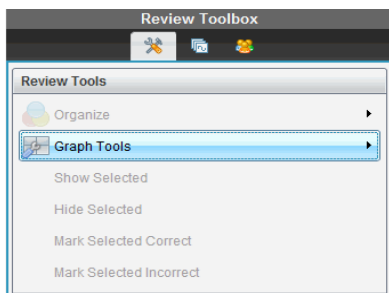 Review Toolbox
Review Tools
Organize
Graph Tools
Show Selected
Hide Selected
Mark Selected Correct
Mark Selected Incorrect